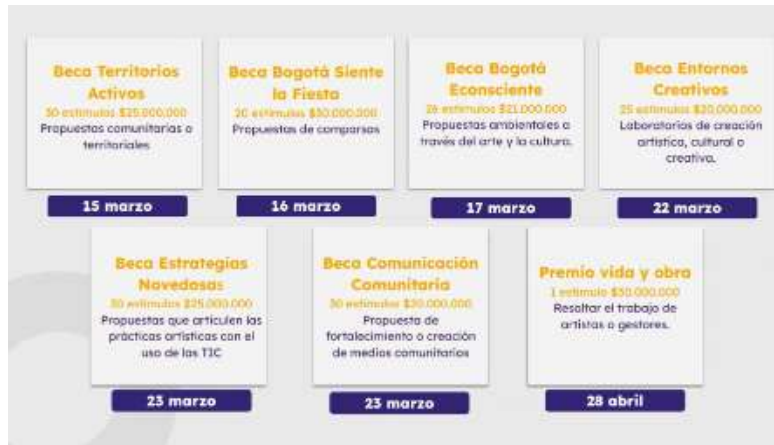 Beca Territorios
Activos
30 estímulos $25.000.000
Propuestas comunitarias o
territoriales
15 marzo
Beca Bogotá Siente
la Fiesta
20 estímulos $30.000.000
Propuestas de comparsas
16 marzo
Beca Bogotá
Econsciente
26 estímulos $21.000.000
Propuestas ambientales a
través del arte y la cultura.
17 marzo
Beca Entornos
Creativos
25 estímulos $20.000.000
Laboratorios de creación
artística, cultural o
creativa.
22 marzo
Beca Estrategias
Novedosas
30 estímulos $25.000.000
Propuestas que articulen las
prácticas artísticas con el
uso de las TIC
23 marzo
Beca Comunicación
Comunitaria
30 estímulos $20.000.000
Propuesta de
fortalecimiento o creación
de medios comunitarios
23 marzo
Premio vida y obra
1 estímulo $30.000.000
Resaltar el trabajo de
artistas o gestores.
28 abril